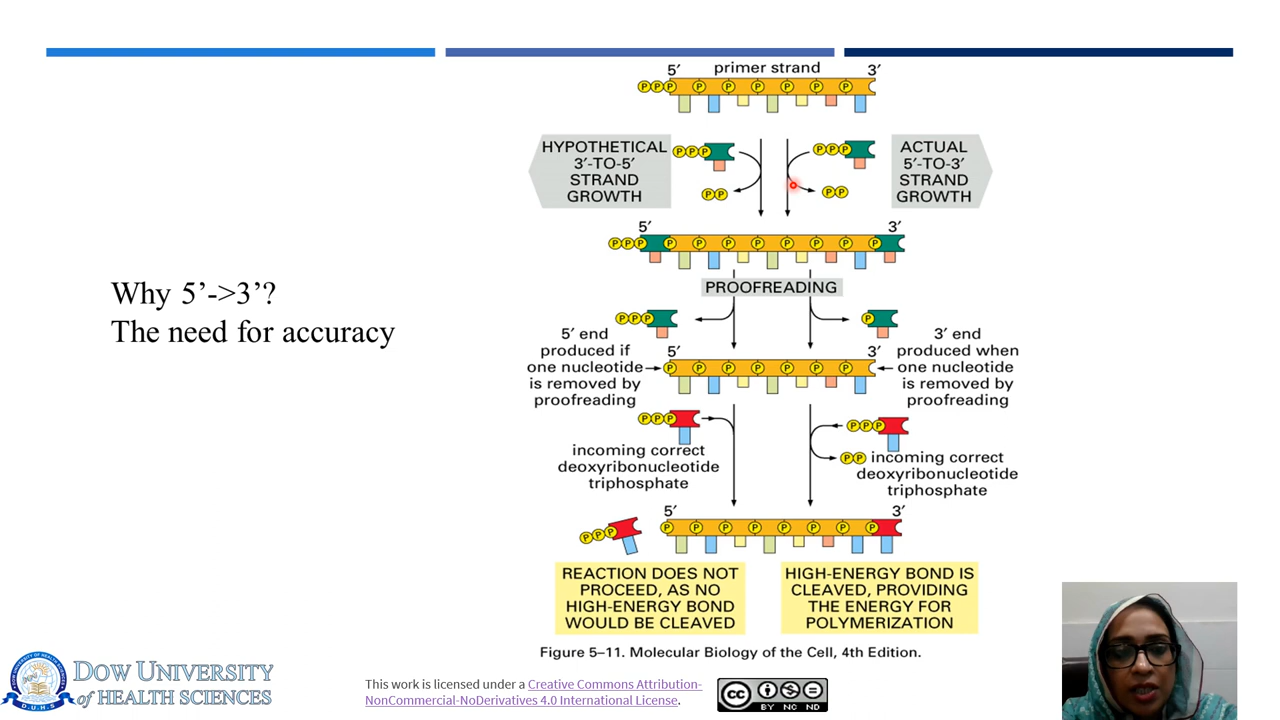 5′ primer strand 3′
P P P P P P P P P
HYPOTHETICAL
3′-TO-5′
STRAND
GROWTH
P P P
P P
P P P
P P
ACTUAL
5′-TO-3′
STRAND
GROWTH
5′ 3′
P P P P P P P P P P P
PROOFREADING
Why 5’->3’?
The need for accuracy
P P P
P
5′ end
produced if
one nucleotide
is removed by
proofreading
5′ 3′
P P P P P P P
3′ end
produced when
one nucleotide
is removed by
proofreading
P P P
incoming correct
deoxyribonucleotide
triphosphate
P P P
P P
incoming correct
deoxyribonucleotide
triphosphate
5′ 3′
P P P
P P P P P P P P
REACTION DOES NOT
PROCEED, AS NO
HIGH-ENERGY BOND
WOULD BE CLEAVED
HIGH-ENERGY BOND IS
CLEAVED, PROVIDING
THE ENERGY FOR
POLYMERIZATION
Figure 5–11. Molecular Biology of the Cell, 4th Edition.
D.U.H.S
DOW UNIVERSITY
of HEALTH SCIENCES
This work is licensed under a Creative Commons Attribution-
NonCommercial-NoDerivatives 4.0 International License.
cc
BY NC ND